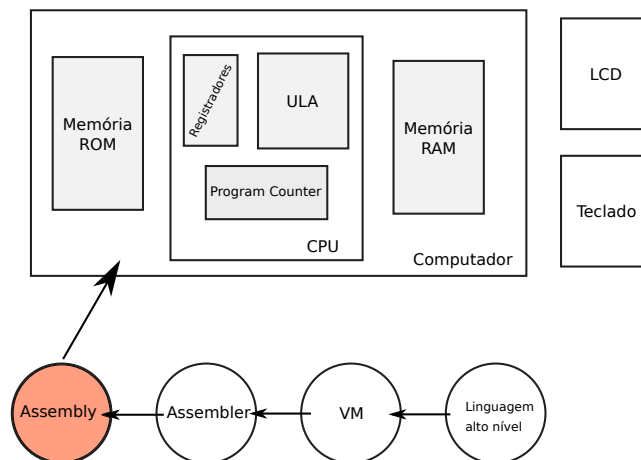 Memória
ROM
Registradores
ULA
Program Counter
CPU
Memória
RAM
Computador
LCD
Teclado
Assembly
Assembler
VM
Linguagem
alto nível